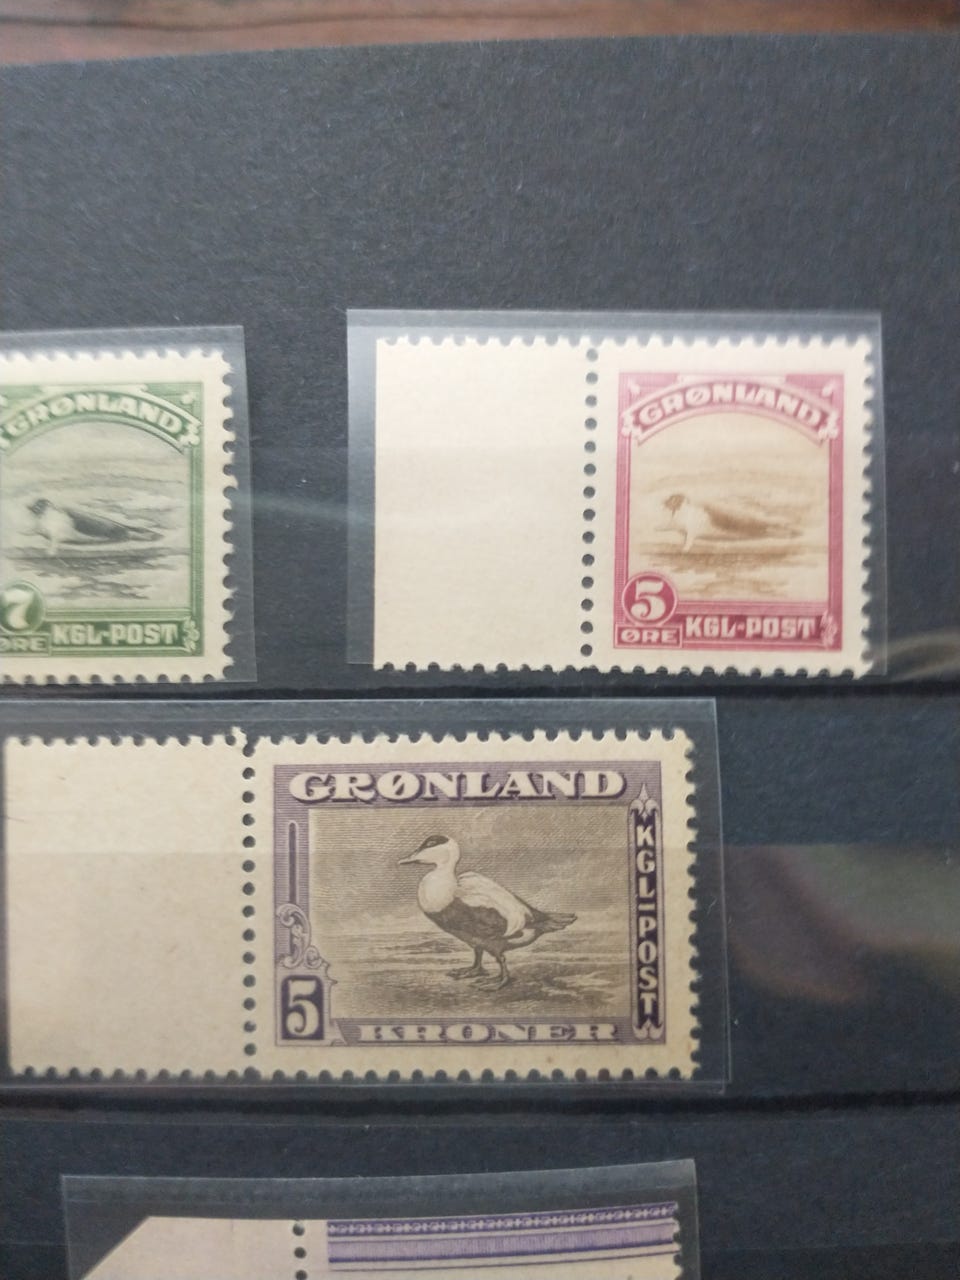 GRØNLAND
7
ØRE KGL-POST
GRØNLAND
5
ØRE KGL-POST
GRØNLAND
KGL-POST
5
KRONER